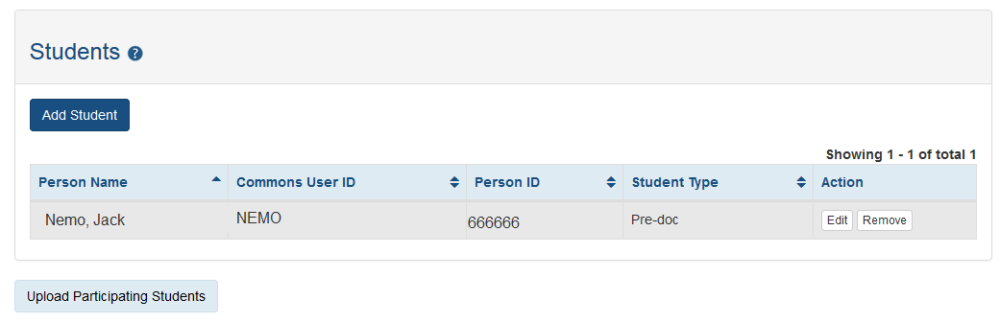 Students ?
Add Student
Showing 1 - 1 of total 1
Person Name Commons User ID Person ID Student Type Action
Nemo, Jack NEMO 666666 Pre-doc Edit Remove
Upload Participating Students